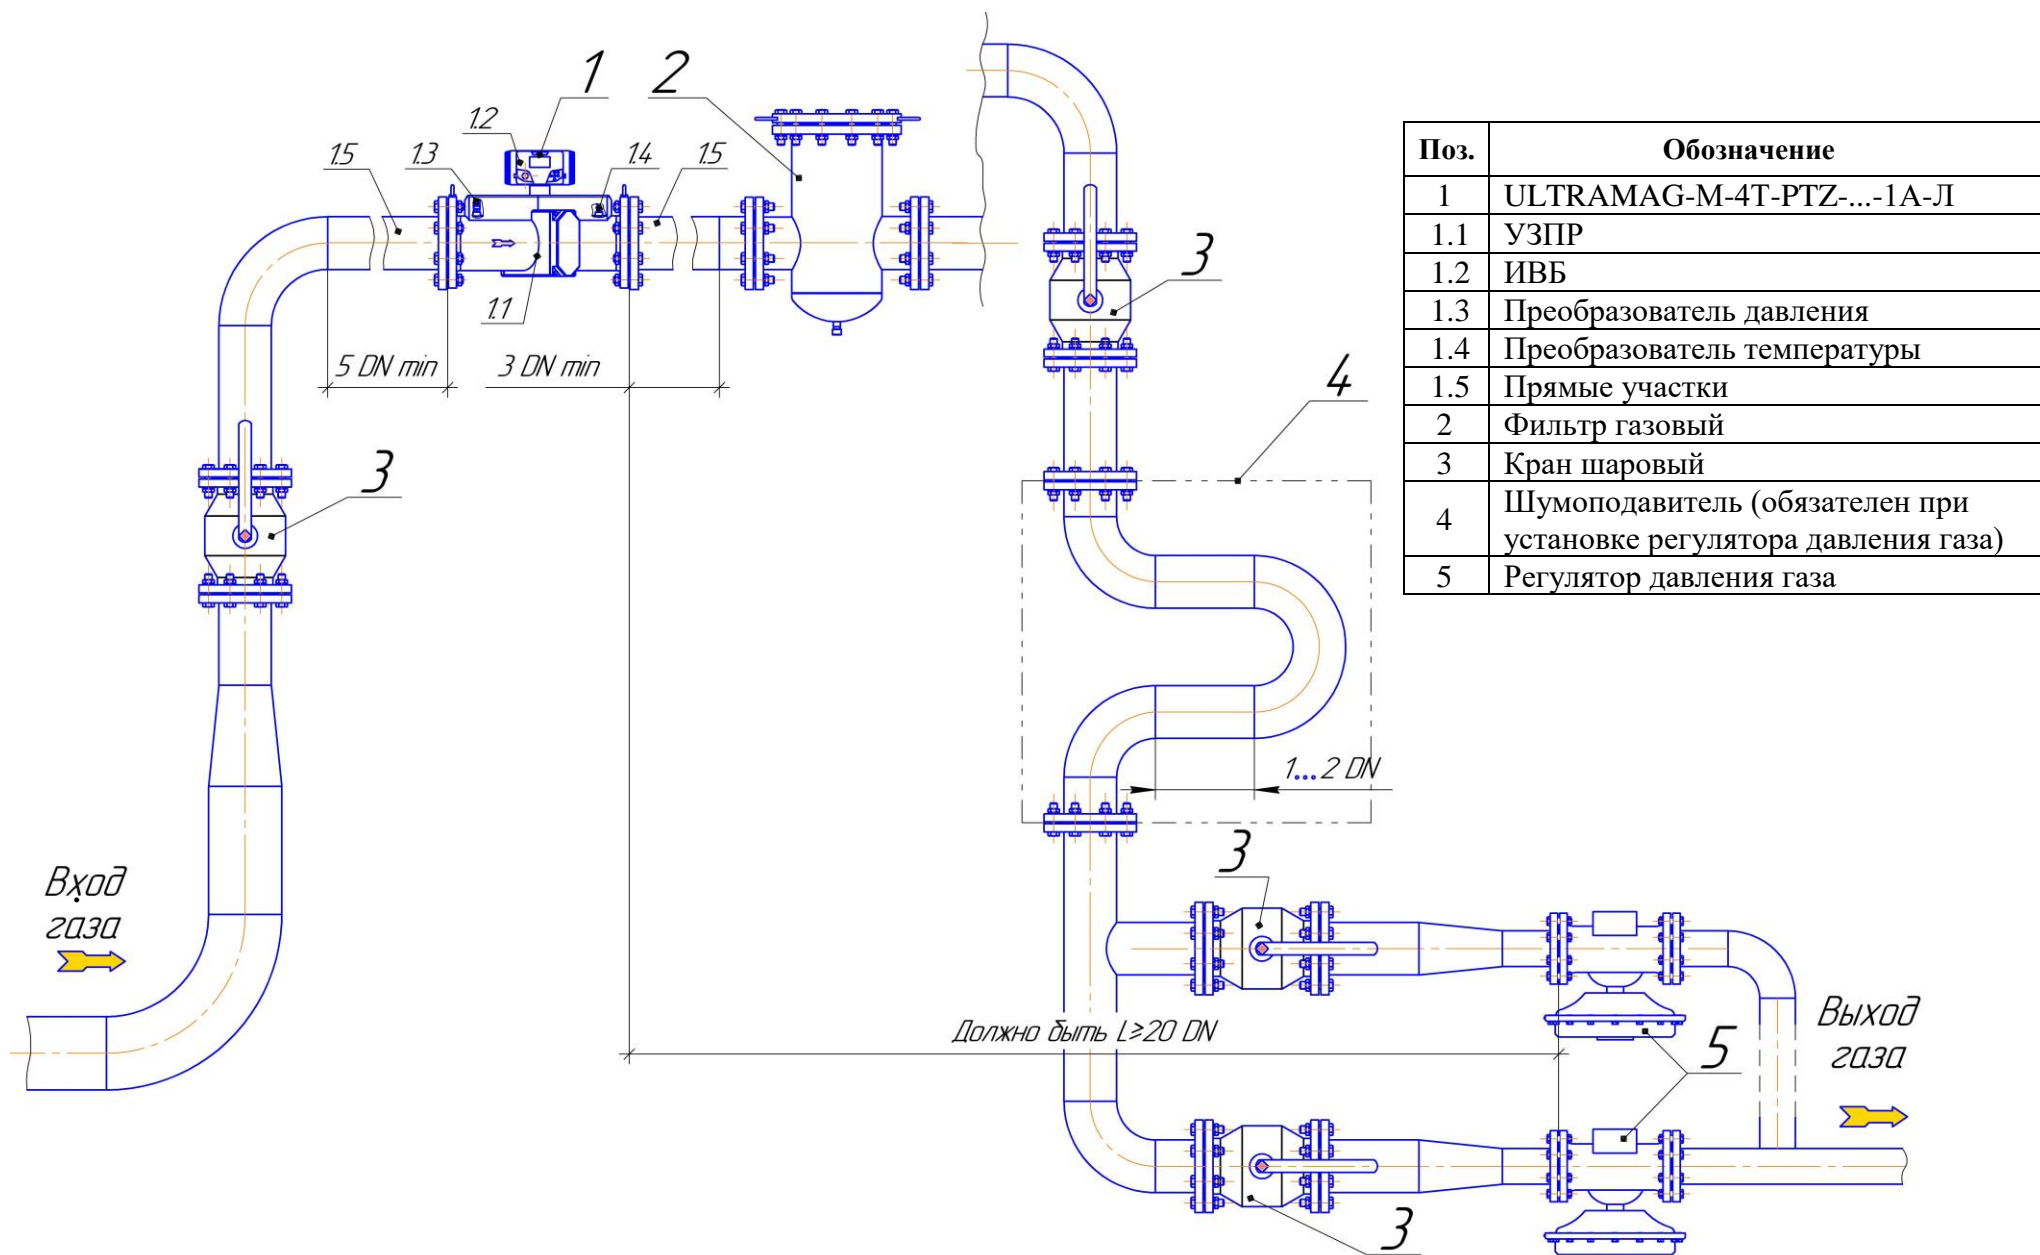 1
2
1.2
1.5
1.3
1.4
1.5
1.1
5 DN min
3 DN min
3
3
4
1...2 DN
3
Вход
газа
Должно быть L≥20 DN
5
Выход
газа
3
Поз. Обозначение
1 ULTRAMAG-M-4T-PTZ-...-1А-Л
1.1 УЗПР
1.2 ИВБ
1.3 Преобразователь давления
1.4 Преобразователь температуры
1.5 Прямые участки
2 Фильтр газовый
3 Кран шаровый
4 Шумоподавитель (обязателен при
установке регулятора давления газа)
5 Регулятор давления газа